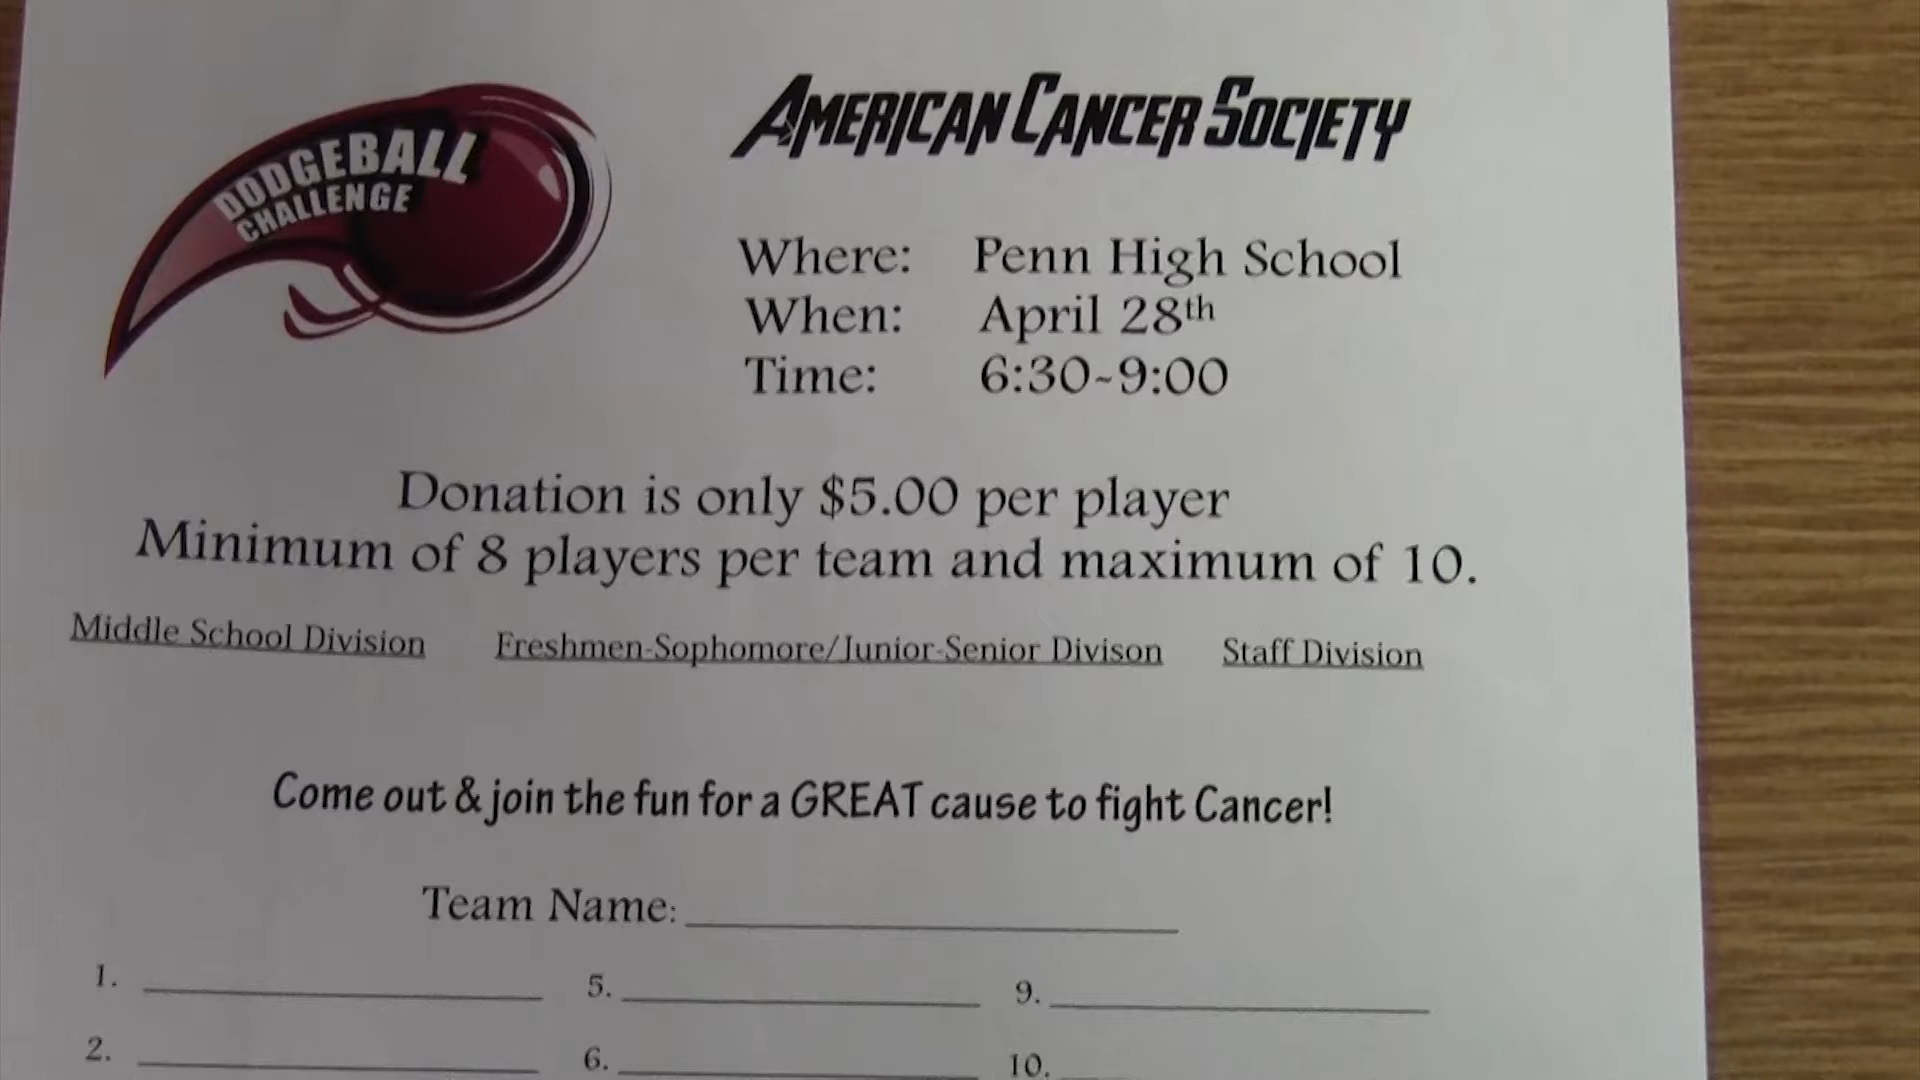 DODGEBALL
CHALLENGE
AMERICAN CANCER SOCIETY
Where: Penn High School
When: April 28th
Time: 6:30-9:00
Donation is only $5.00 per player
Minimum of 8 players per team and maximum of 10.
Middle School Division Freshmen-Sophomore/Junior-Senior Divison Staff Division
Come out & join the fun for a GREAT cause to fight Cancer!
Team Name:
1. 5. 9.
2. 6. 10.